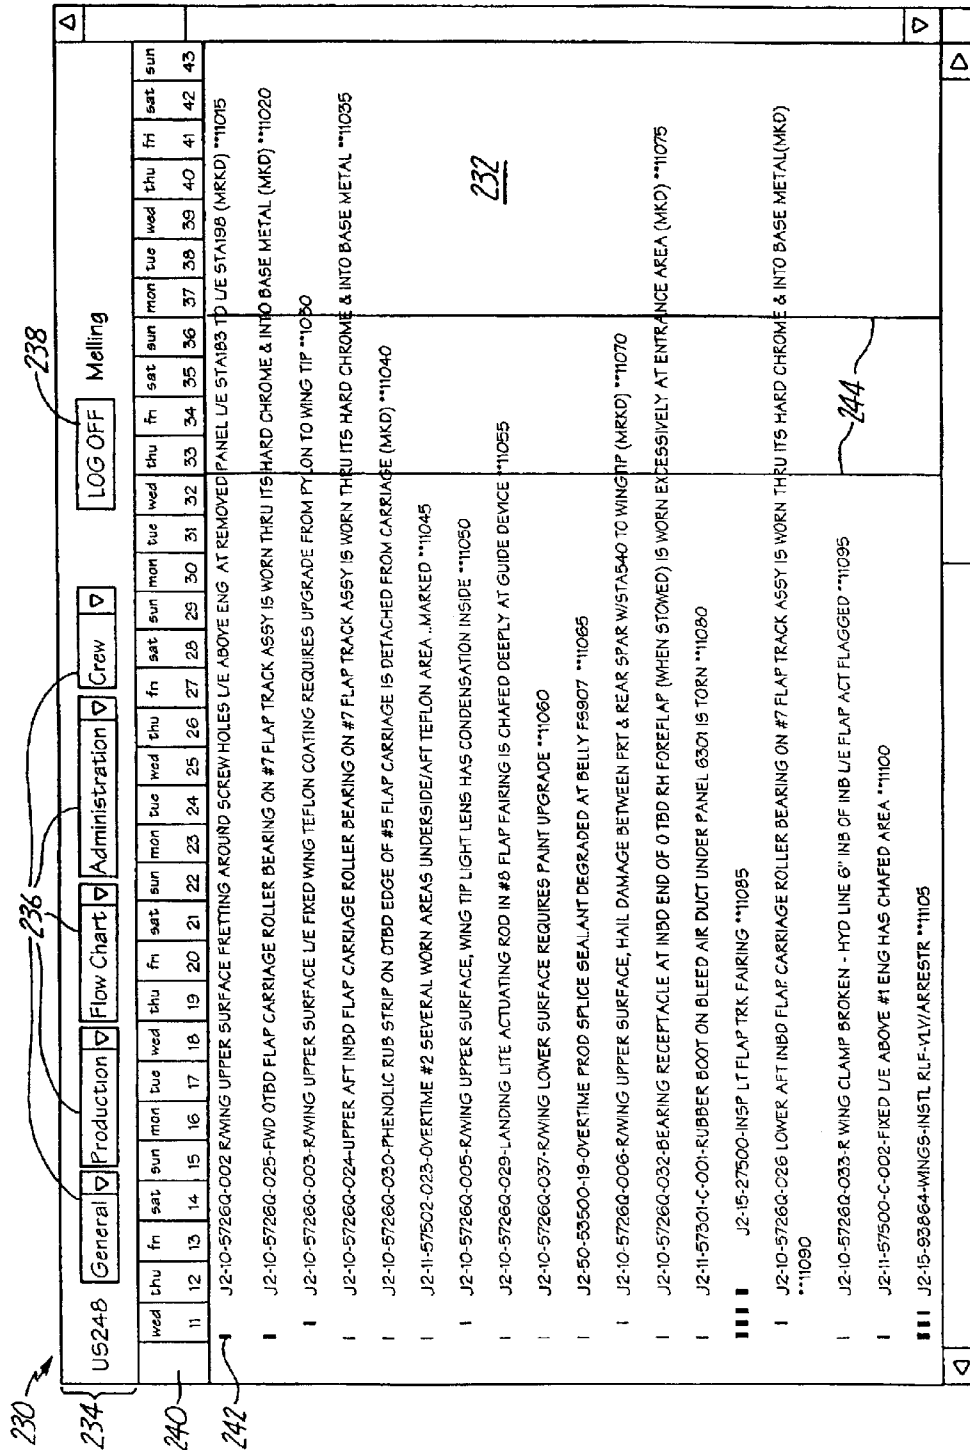 230
234
236
238
US248 General Production Flow Chart Administration Crew LOG OFF Melling
240
wed thu fri sat sun mon tue wed thu fri sat sun mon tue wed thu fri sat sun mon tue wed thu fri sat sun mon tue wed thu fri sat sun
11 12 13 14 15 16 17 18 19 20 21 22 23 24 25 26 27 28 29 30 31 32 33 34 35 36 37 38 39 40 41 42 43
242
J2-10-5726Q-002 R/WING UPPER SURFACE FRETTING AROUND SCREW HOLES L/E ABOVE ENG AT REMOVED PANEL L/E STA183 TO L/E STA198 (MRKD) **11015
J2-10-5726Q-025-FWD OTBD FLAP CARRIAGE ROLLER BEARING ON #7 FLAP TRACK ASSY IS WORN THRU ITS HARD CHROME & INTO BASE METAL (MKD) **11020
J2-10-5726Q-003-R/WING UPPER SURFACE L/E FIXED WING TEFLON COATING REQUIRES UPGRADE FROM PYLON TO WING TIP **11030
J2-10-5726Q-024-UPPER AFT INBD FLAP CARRIAGE ROLLER BEARING ON #7 FLAP TRACK ASSY IS WORN THRU ITS HARD CHROME & INTO BASE METAL **11035
J2-10-5726Q-030-PHENOLIC RUB STRIP ON OTBD EDGE OF #5 FLAP CARRIAGE IS DETACHED FROM CARRIAGE (MKD) **11040
J2-11-57502-023-OVERTIME #2 SEVERAL WORN AREAS UNDERSIDE/AFT TEFLON AREA..MARKED **11045
J2-10-5726Q-005-R/WING UPPER SURFACE, WING TIP LIGHT LENS HAS CONDENSATION INSIDE **11050
232
J2-10-5726Q-029-LANDING LITE ACTUATING ROD IN #8 FLAP FAIRING IS CHAFED DEEPLY AT GUIDE DEVICE **11055
J2-10-5726Q-037-R/WING LOWER SURFACE REQUIRES PAINT UPGRADE **11060
J2-50-53500-19-OVERTIME PROD SPLICE SEALANT DEGRADED AT BELLY FS907 **11065
J2-10-5726Q-006-R/WING UPPER SURFACE, HAIL DAMAGE BETWEEN FRT & REAR SPAR W/STA540 TO WINGTIP (MRKD) **11070
J2-10-5726Q-032-BEARING RECEPTACLE AT INBD END OF OTBD RH FOREFLAP (WHEN STOWED) IS WORN EXCESSIVELY AT ENTRANCE AREA (MKD) **11075
J2-11-57301-C-001-RUBBER BOOT ON BLEED AIR DUCT UNDER PANEL 6301 IS TORN **11080
J2-15-27500-INSP LT FLAP TRK FAIRING **11085
J2-10-5726Q-026 LOWER AFT INBD FLAP CARRIAGE ROLLER BEARING ON #7 FLAP TRACK ASSY IS WORN THRU ITS HARD CHROME & INTO BASE METAL(MKD)
**11090
J2-10-5726Q-033-R WING CLAMP BROKEN - HYD LINE 6" INB OF INB L/E FLAP ACT FLAGGED **11095
244
J2-11-57500-C-002-FIXED L/E ABOVE #1 ENG HAS CHAFED AREA **11100
J2-15-93864-WINGS-INSTL RLF-VLV/ARRESTR **11105